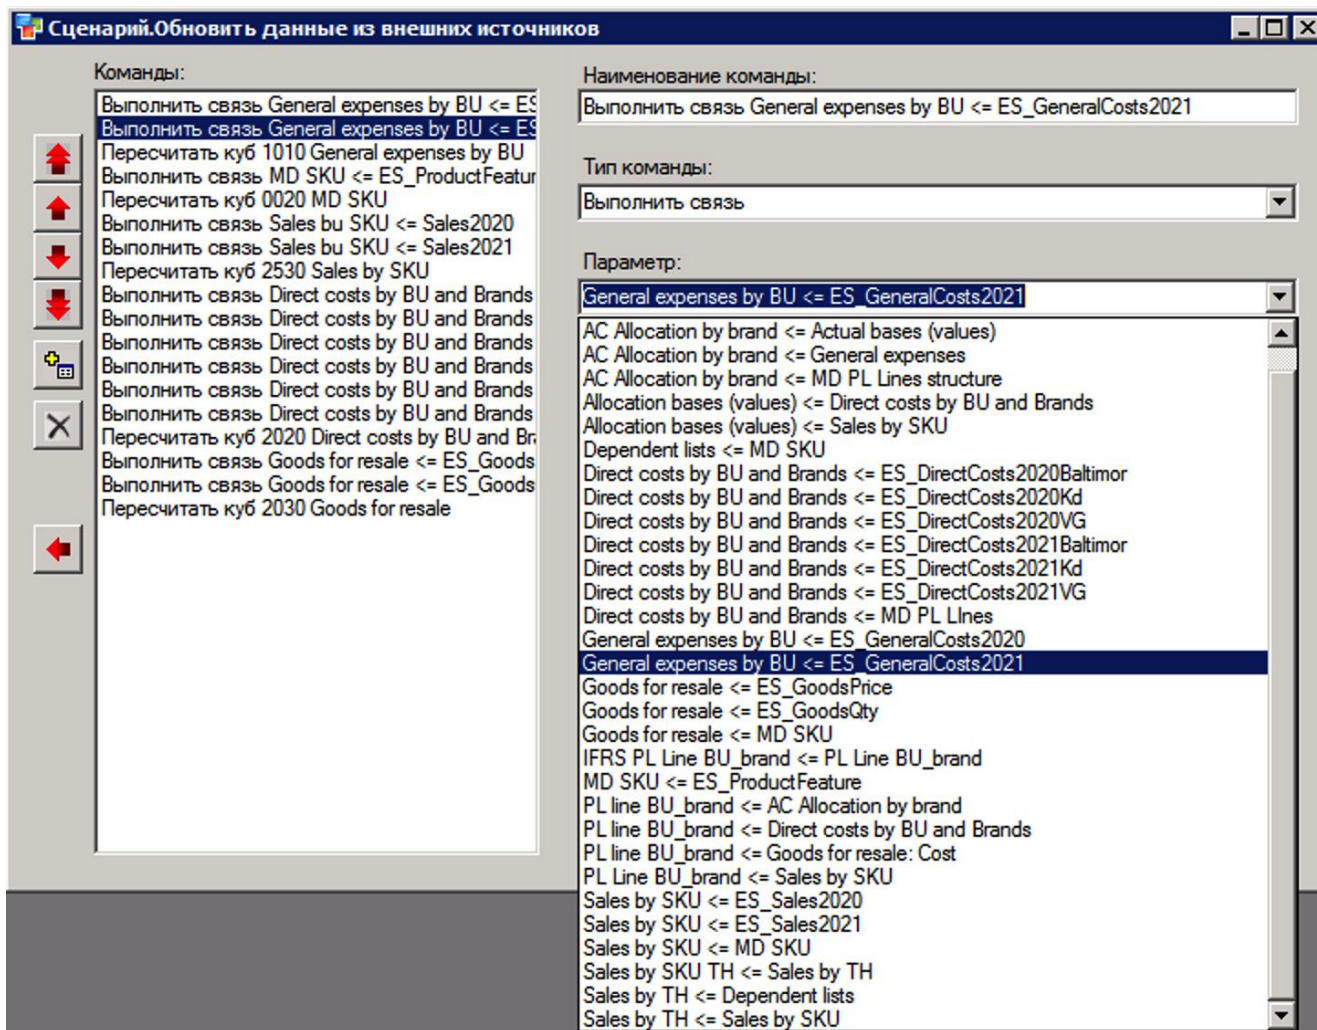 Сценарий.Обновить данные из внешних источников
Команды:
Выполнить связь General expenses by BU <= ES
Выполнить связь General expenses by BU <= ES
Пересчитать куб 1010 General expenses by BU
Выполнить связь MD SKU <= ES_ProductFeatur
Пересчитать куб 0020 MD SKU
Выполнить связь Sales bu SKU <= Sales2020
Выполнить связь Sales bu SKU <= Sales2021
Пересчитать куб 2530 Sales by SKU
Выполнить связь Direct costs by BU and Brands
Выполнить связь Direct costs by BU and Brands
Выполнить связь Direct costs by BU and Brands
Выполнить связь Direct costs by BU and Brands
Выполнить связь Direct costs by BU and Brands
Выполнить связь Direct costs by BU and Brands
Пересчитать куб 2020 Direct costs by BU and Bra
Выполнить связь Goods for resale <= ES_Goods
Выполнить связь Goods for resale <= ES_Goods
Пересчитать куб 2030 Goods for resale
Наименование команды:
Выполнить связь General expenses by BU <= ES_GeneralCosts2021
Тип команды:
Выполнить связь
Параметр:
General expenses by BU <= ES_GeneralCosts2021
AC Allocation by brand <= Actual bases (values)
AC Allocation by brand <= General expenses
AC Allocation by brand <= MD PL Lines structure
Allocation bases (values) <= Direct costs by BU and Brands
Allocation bases (values) <= Sales by SKU
Dependent lists <= MD SKU
Direct costs by BU and Brands <= ES_DirectCosts2020Baltimor
Direct costs by BU and Brands <= ES_DirectCosts2020Kd
Direct costs by BU and Brands <= ES_DirectCosts2020VG
Direct costs by BU and Brands <= ES_DirectCosts2021Baltimor
Direct costs by BU and Brands <= ES_DirectCosts2021Kd
Direct costs by BU and Brands <= ES_DirectCosts2021VG
Direct costs by BU and Brands <= MD PL LInes
General expenses by BU <= ES_GeneralCosts2020
General expenses by BU <= ES_GeneralCosts2021
Goods for resale <= ES_GoodsPrice
Goods for resale <= ES_GoodsQty
Goods for resale <= MD SKU
IFRS PL Line BU_brand <= PL Line BU_brand
MD SKU <= ES_ProductFeature
PL line BU_brand <= AC Allocation by brand
PL line BU_brand <= Direct costs by BU and Brands
PL line BU_brand <= Goods for resale: Cost
PL Line BU_brand <= Sales by SKU
Sales by SKU <= ES_Sales2020
Sales by SKU <= ES_Sales2021
Sales by SKU <= MD SKU
Sales by SKU TH <= Sales by TH
Sales by TH <= Dependent lists
Sales by TH <= Sales by SKU